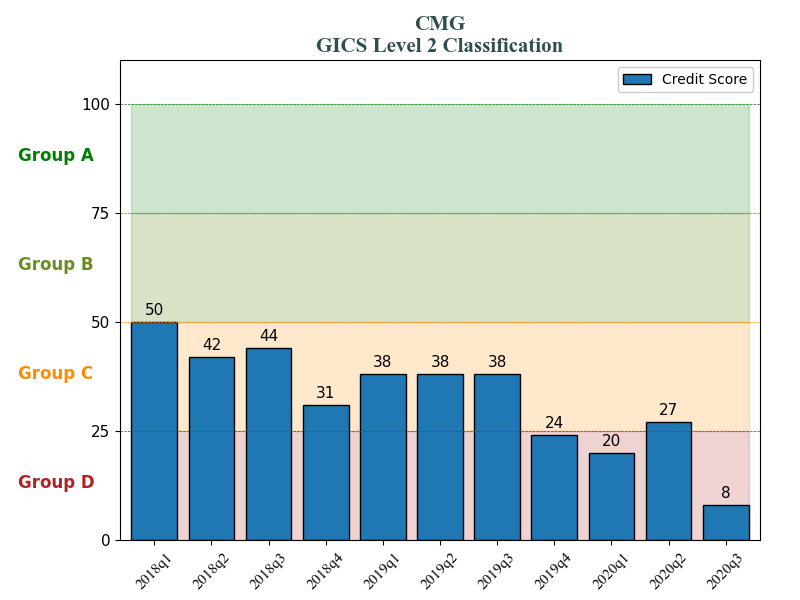 CMG
GICS Level 2 Classification
Credit Score
100
Group A
75
Group B
50
Group C
25
Group D
0
50
42
44
31
38
38
38
24
20
27
8
2018q1
2018q2
2018q3
2018q4
2019q1
2019q2
2019q3
2019q4
2020q1
2020q2
2020q3